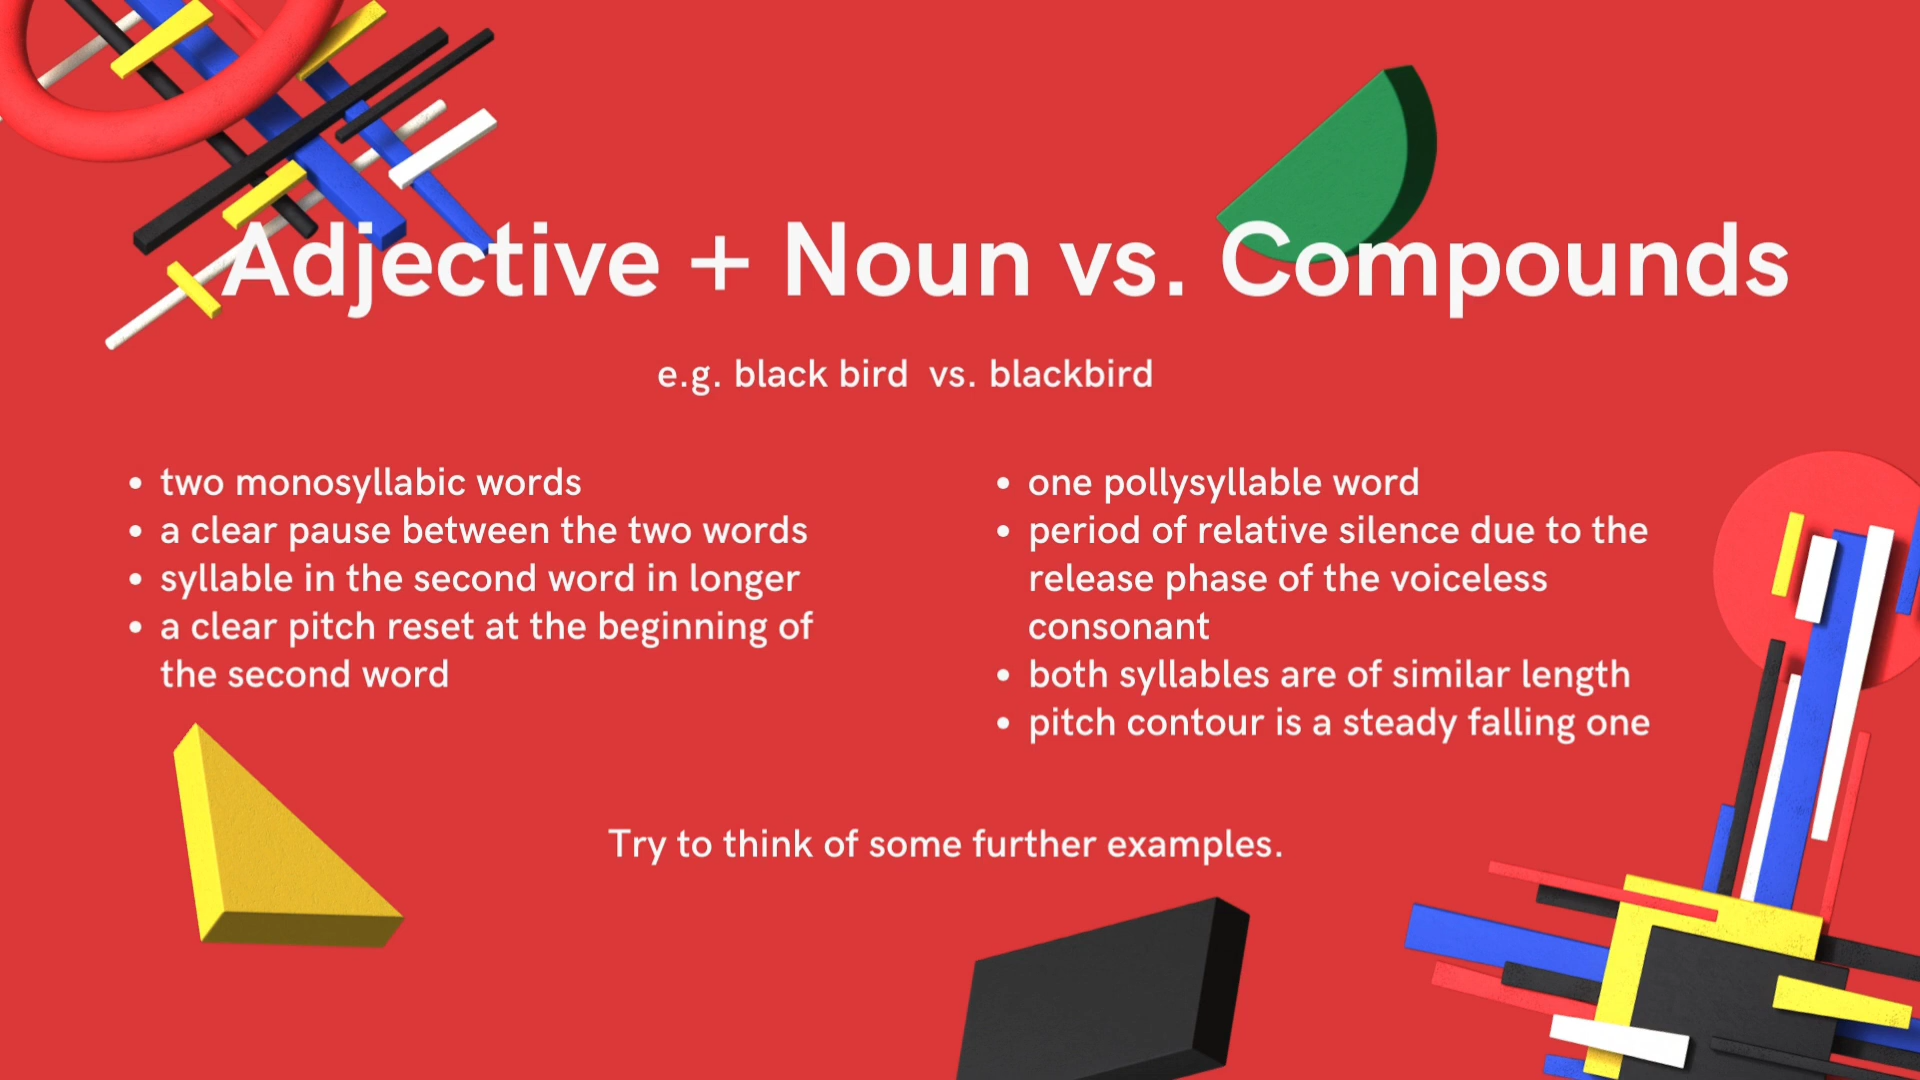 Adjective + Noun vs. Compounds
e.g. black bird  vs. blackbird
• two monosyllabic words
• a clear pause between the two words
• syllable in the second word in longer
• a clear pitch reset at the beginning of
the second word
• one pollysyllable word
• period of relative silence due to the
release phase of the voiceless
consonant
• both syllables are of similar length
• pitch contour is a steady falling one
Try to think of some further examples.